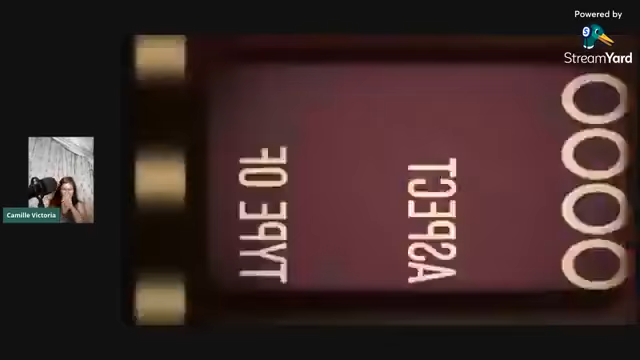 Powered by
StreamYard
TYPE OF
ASPECT
Camille Victoria